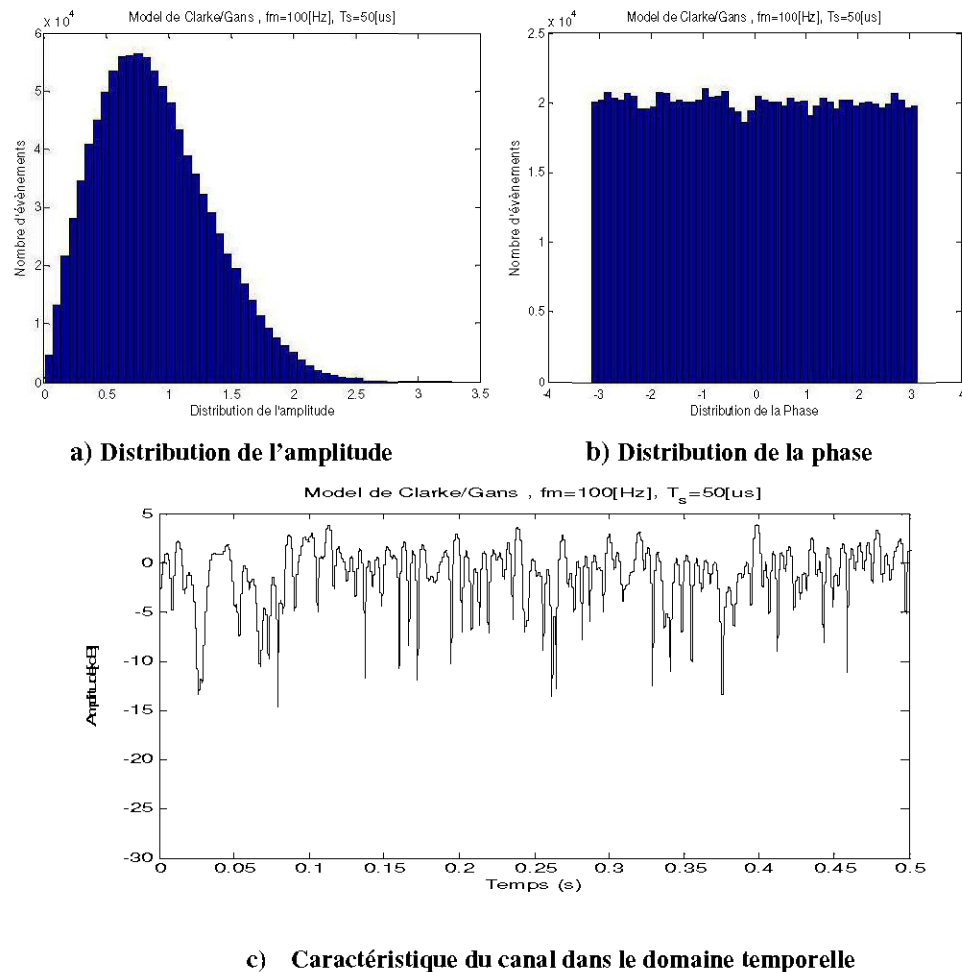 Model de Clarke/Gans , fm=100[Hz], Ts=50[us]
x 10^4
6
5
4
3
2
1
0
Nombre d'évènements
0 0.5 1 1.5 2 2.5 3 3.5
Distribution de l'amplitude
a) Distribution de l'amplitude
Model de Clarke/Gans , fm=100[Hz], Ts=50[us]
x 10^4
2.5
2
1.5
1
0.5
0
Nombre d'évènements
-4 -3 -2 -1 0 1 2 3 4
Distribution de la Phase
b) Distribution de la phase
Model de Clarke/Gans , fm=100[Hz], T_s=50[us]
5
0
-5
-10
-15
-20
-25
-30
Amplitude[dB]
0 0.05 0.1 0.15 0.2 0.25 0.3 0.35 0.4 0.45 0.5
Temps (s)
c) Caractéristique du canal dans le domaine temporelle